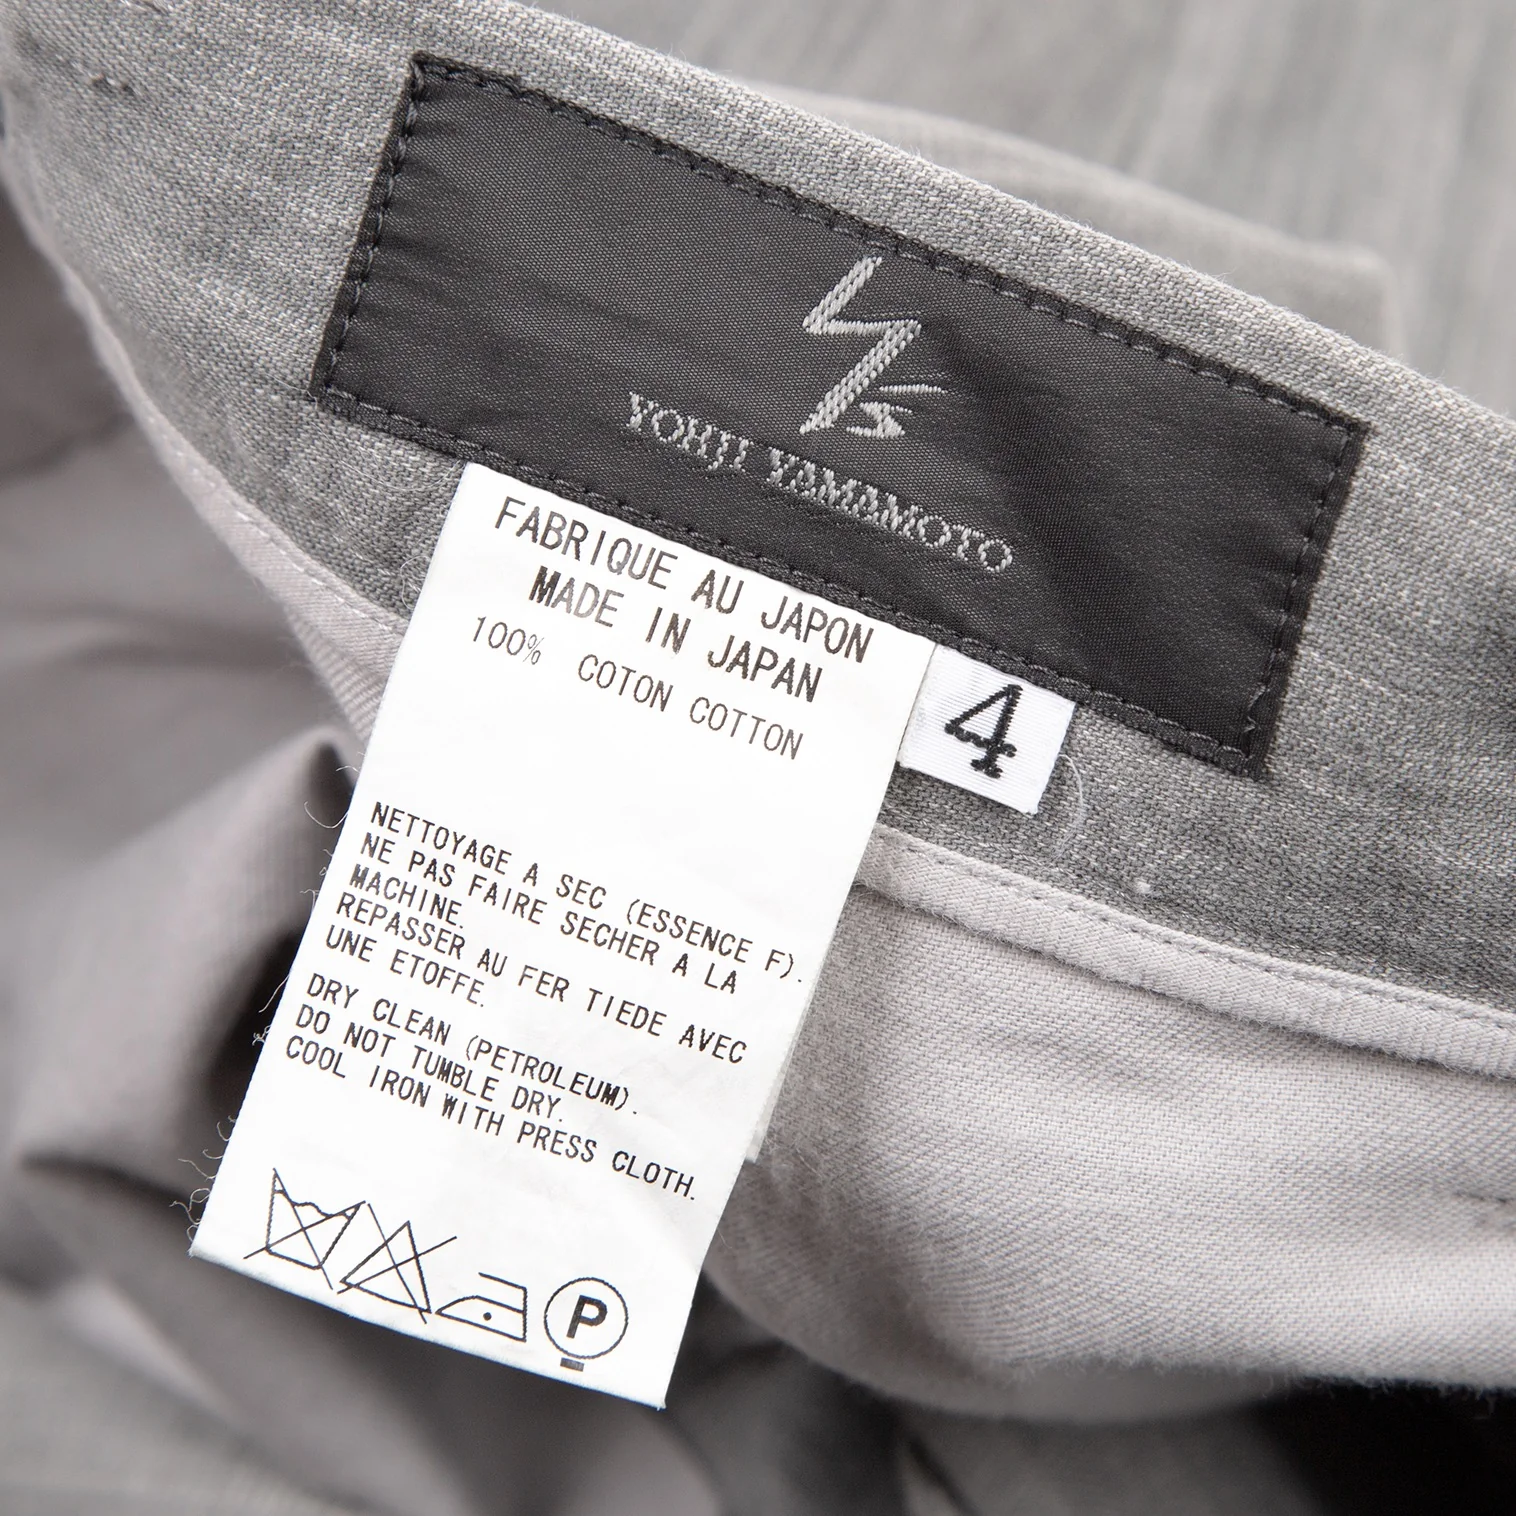 YOHJI YAMAMOTO
FABRIQUE AU JAPON
MADE IN JAPAN
100% COTON COTTON
4
NETTOYAGE A SEC (ESSENCE F).
NE PAS FAIRE SECHER A LA
MACHINE.
REPASSER AU FER TIEDE AVEC
UNE ETOFFE.
DRY CLEAN (PETROLEUM).
DO NOT TUMBLE DRY.
COOL IRON WITH PRESS CLOTH.
P